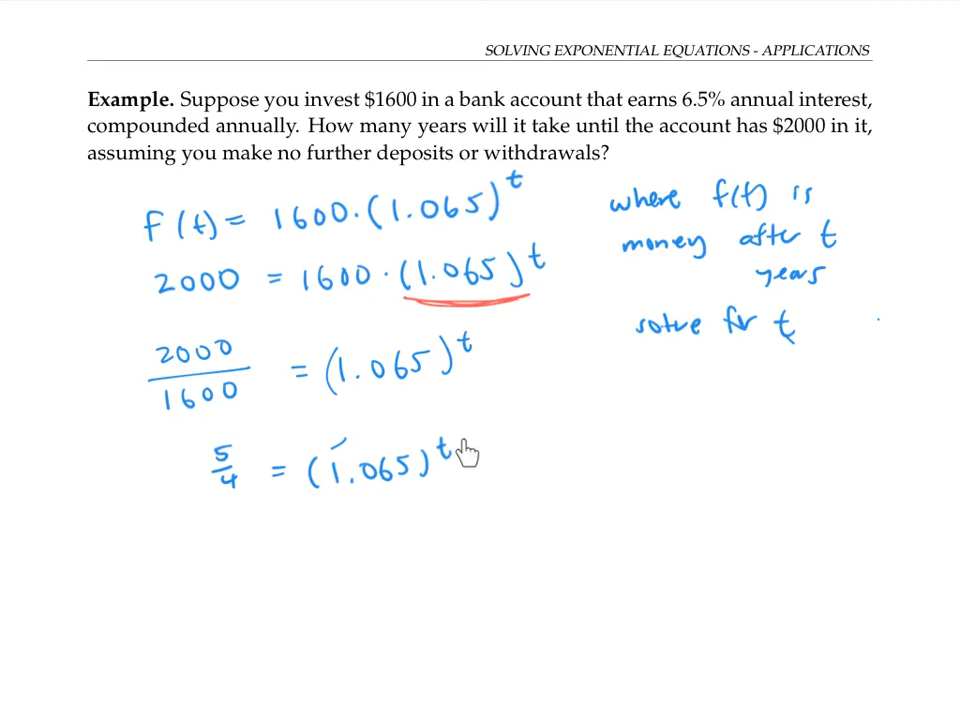 SOLVING EXPONENTIAL EQUATIONS - APPLICATIONS
Example. Suppose you invest $1600 in a bank account that earns 6.5% annual interest,
compounded annually. How many years will it take until the account has $2000 in it,
assuming you make no further deposits or withdrawals?
f(t) = 1600·(1.065)^t
where f(t) is
money after t
years
2000 = 1600·(1.065)^t
solve for t
2000/1600 = (1.065)^t
5/4 = (1.065)^t